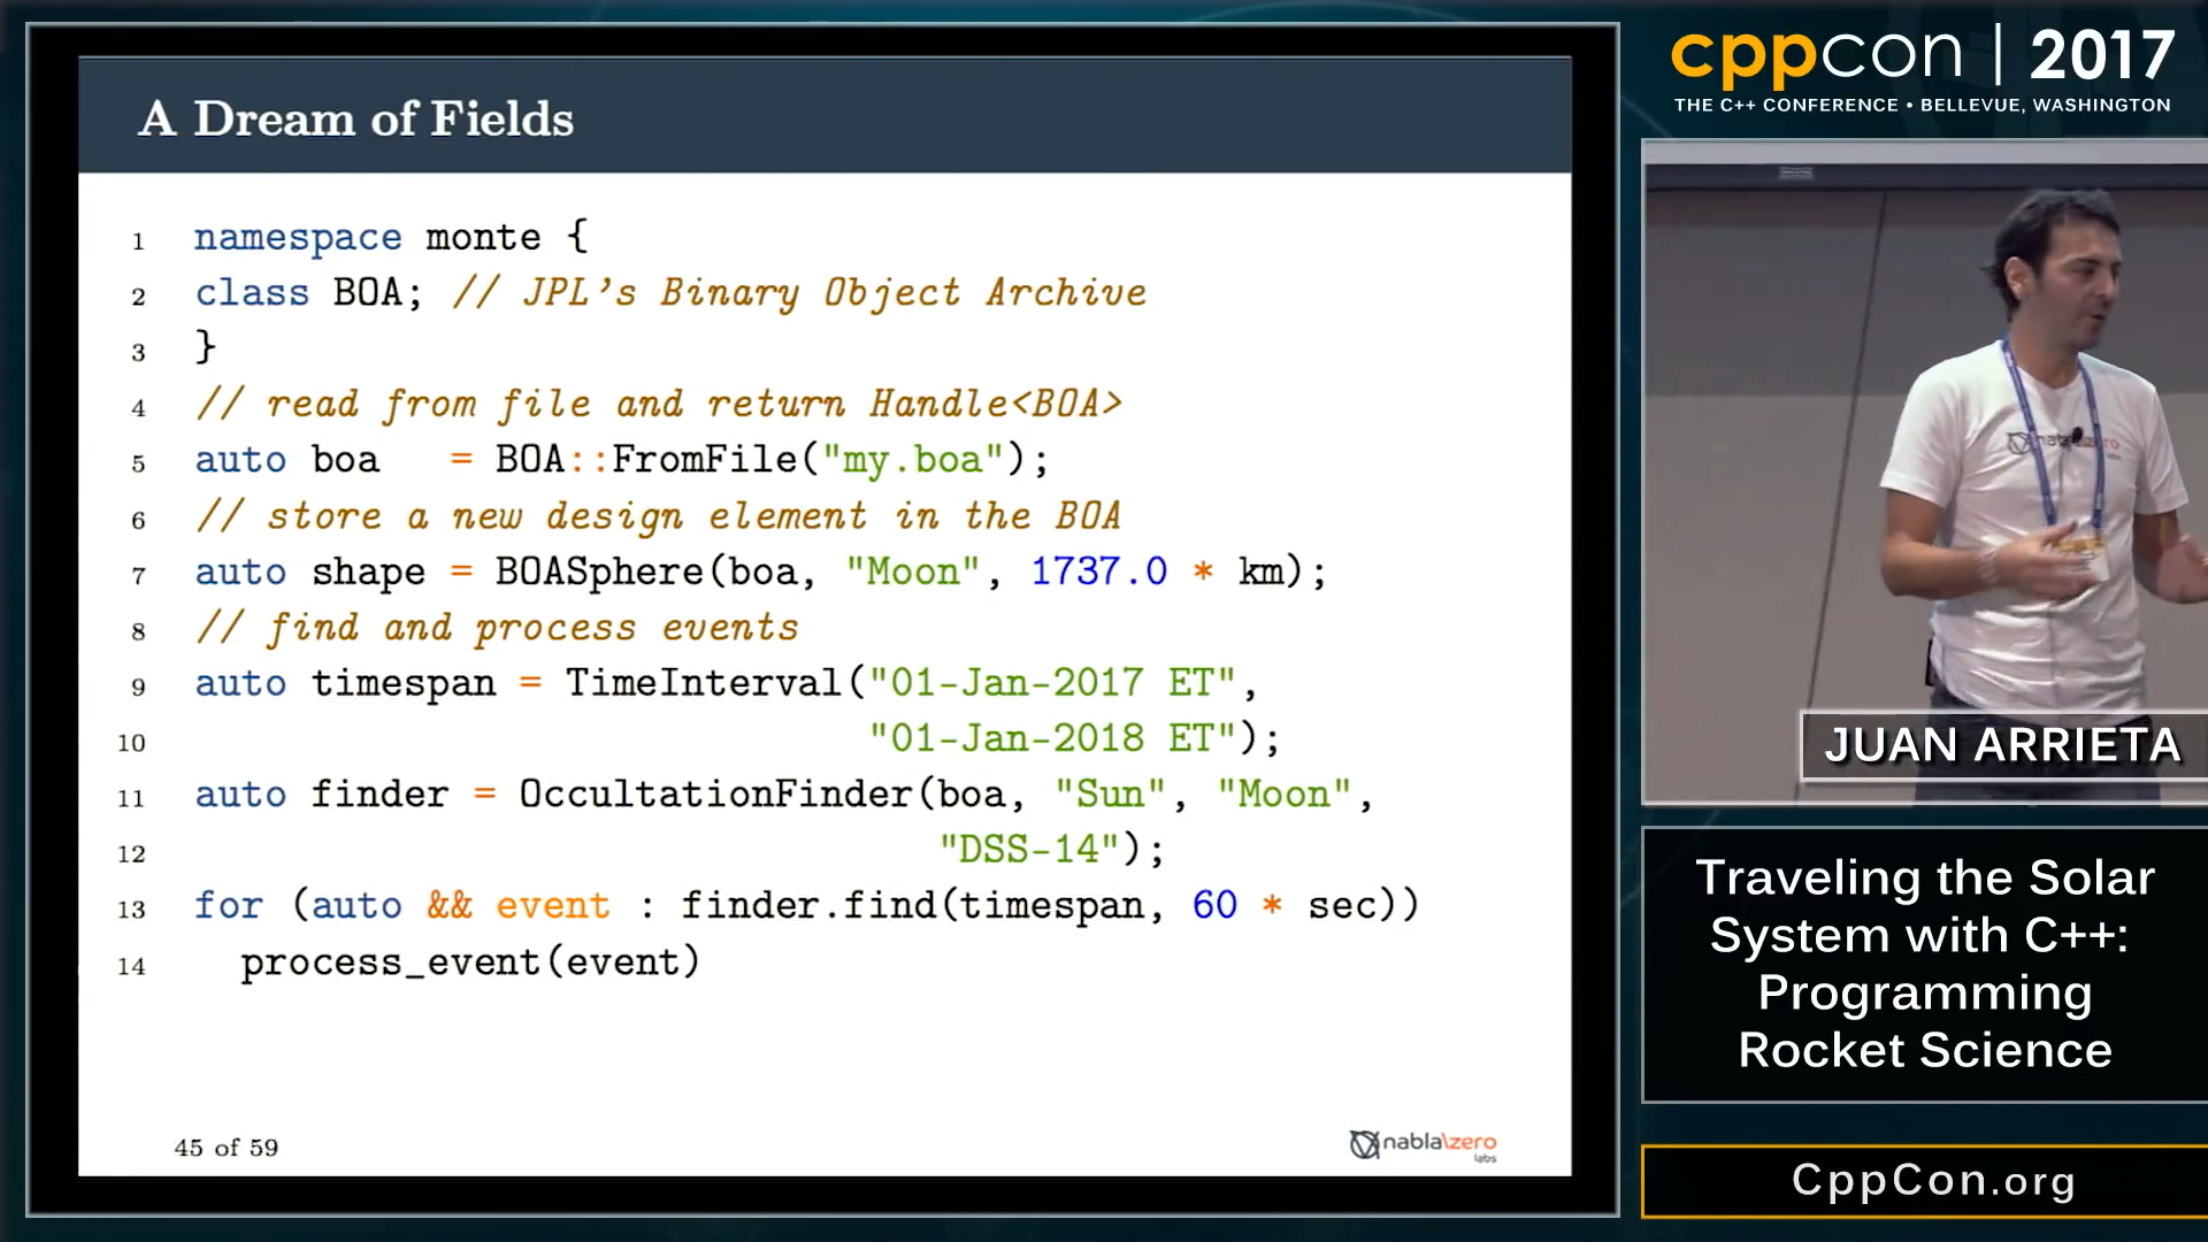 A Dream of Fields
1 namespace monte {
2 class BOA; // JPL's Binary Object Archive
3 }
4 // read from file and return Handle<BOA>
5 auto boa   = BOA::FromFile("my.boa");
6 // store a new design element in the BOA
7 auto shape = BOASphere(boa, "Moon", 1737.0 * km);
8 // find and process events
9 auto timespan = TimeInterval("01-Jan-2017 ET",
10                             "01-Jan-2018 ET");
11 auto finder = OccultationFinder(boa, "Sun", "Moon",
12                                "DSS-14");
13 for (auto && event : finder.find(timespan, 60 * sec))
14   process_event(event)
45 of 59
nabla\zero
labs
cppcon | 2017
THE C++ CONFERENCE • BELLEVUE, WASHINGTON
JUAN ARRIETA
Traveling the Solar
System with C++:
Programming
Rocket Science
CppCon.org